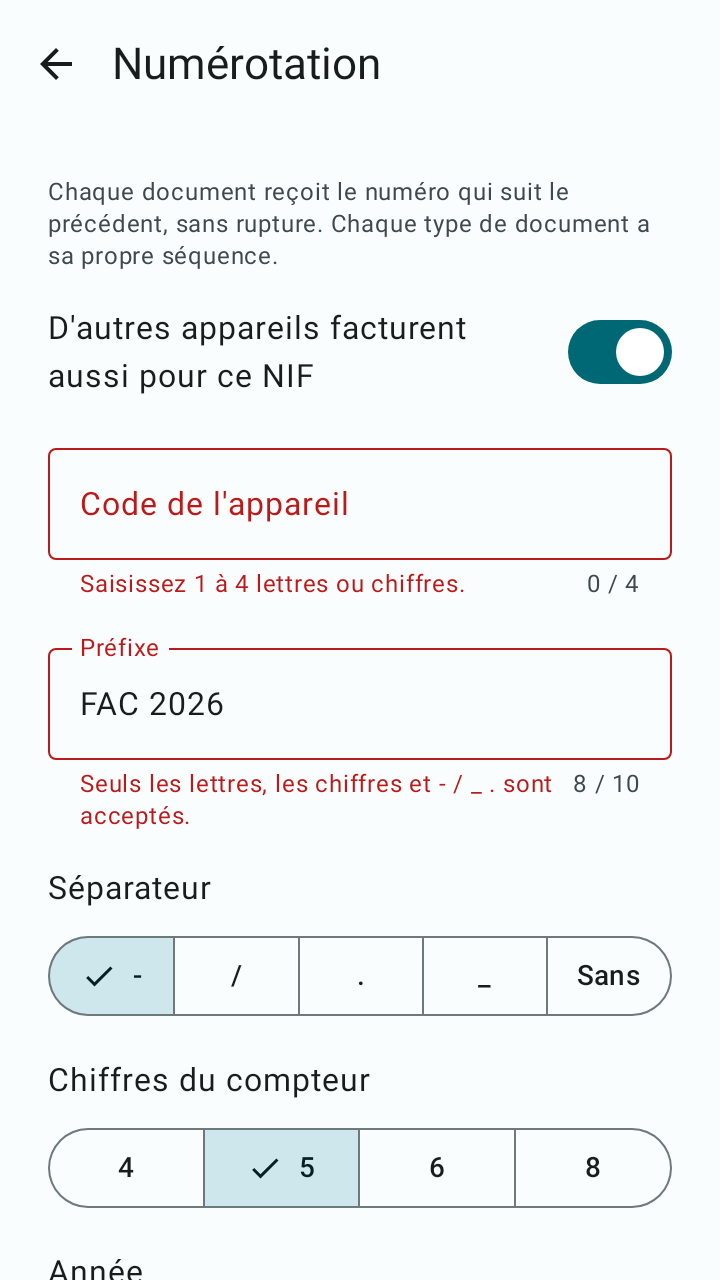 Numérotation
Chaque document reçoit le numéro qui suit le
précédent, sans rupture. Chaque type de document a
sa propre séquence.
D'autres appareils facturent
aussi pour ce NIF
Code de l'appareil
Saisissez 1 à 4 lettres ou chiffres. 0 / 4
Préfixe
FAC 2026
Seuls les lettres, les chiffres et - / _ . sont 8 / 10
acceptés.
Séparateur
- / . _ Sans
Chiffres du compteur
4 5 6 8
Année